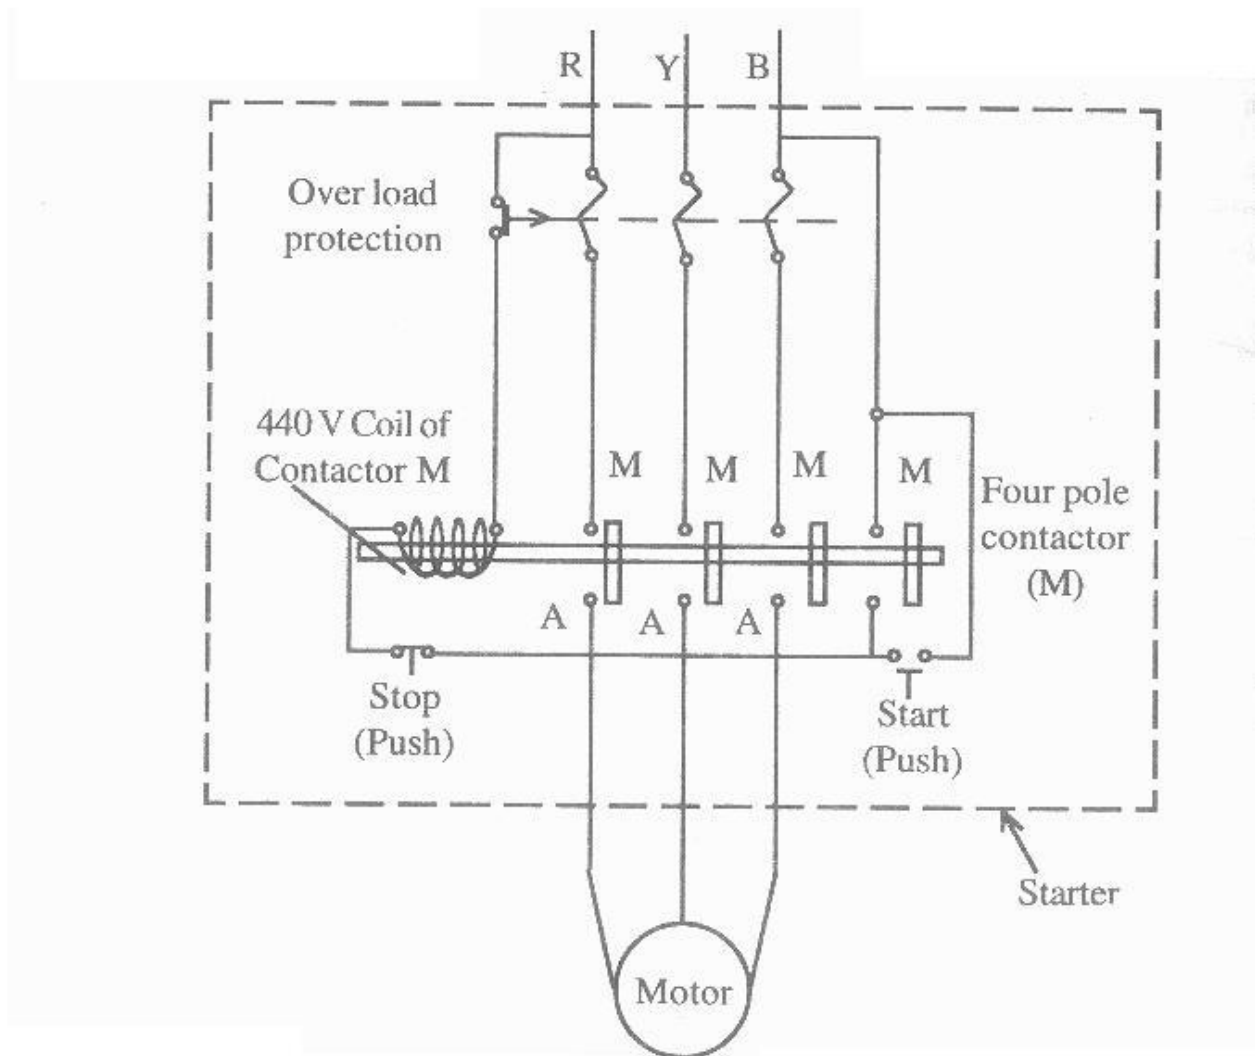 R
Y
B
Over load
protection
440 V Coil of
Contactor M
M
M
M
M
Four pole
contactor
(M)
A
A
A
Stop
(Push)
Start
(Push)
Starter
Motor